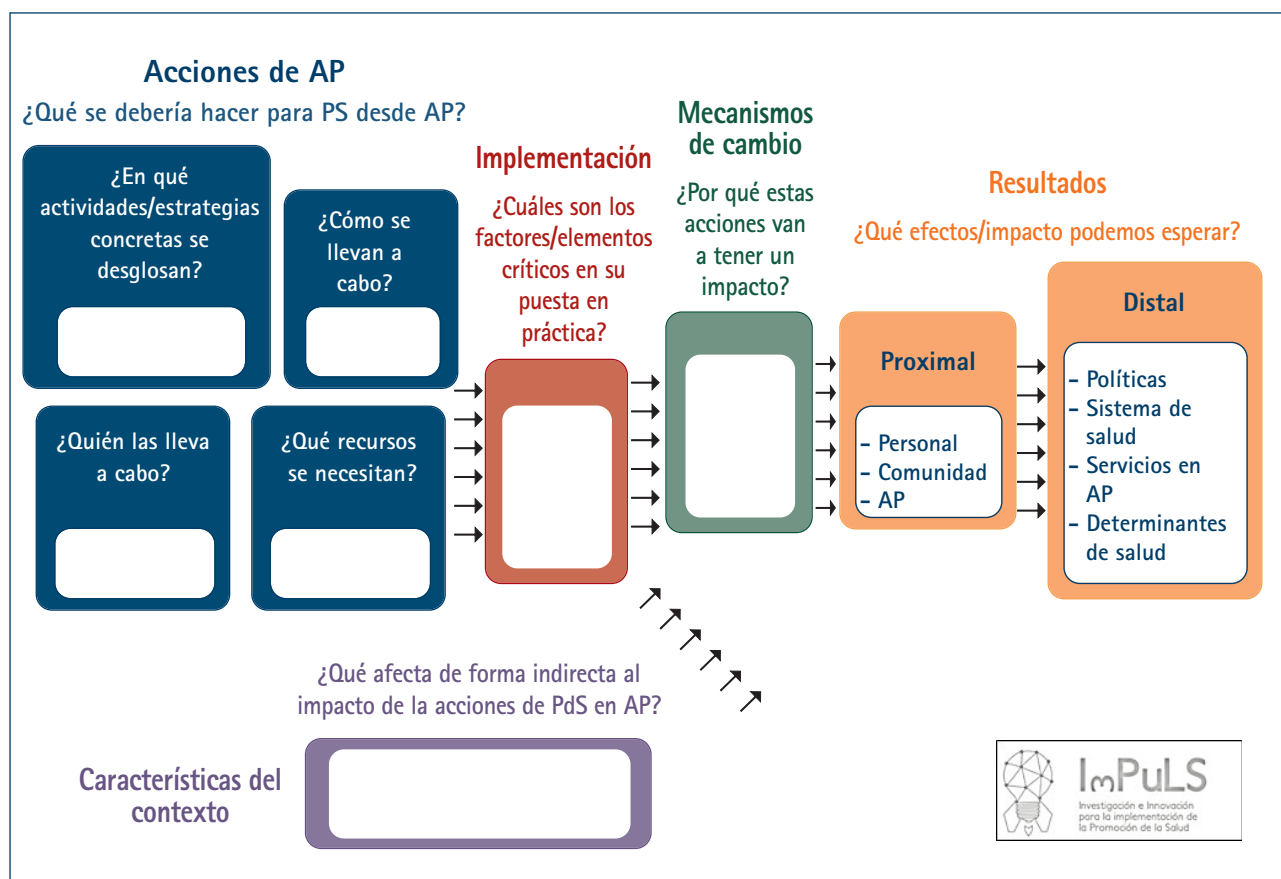 Acciones de AP
¿Qué se debería hacer para PS desde AP?
¿En qué
actividades/estrategias
concretas se
desglosan?
¿Cómo se
llevan a
cabo?
¿Quién las lleva
a cabo?
¿Qué recursos
se necesitan?
Implementación
¿Cuáles son los
factores/elementos
críticos en su
puesta en
práctica?
Mecanismos
de cambio
¿Por qué estas
acciones van
a tener un
impacto?
Resultados
¿Qué efectos/impacto podemos esperar?
Proximal
- Personal
- Comunidad
- AP
Distal
- Políticas
- Sistema de
salud
- Servicios en
AP
- Determinantes
de salud
¿Qué afecta de forma indirecta al
impacto de la acciones de PdS en AP?
Características del
contexto
ImPuLS
Investigación e Innovación
para la implementación de
la Promoción de la Salud